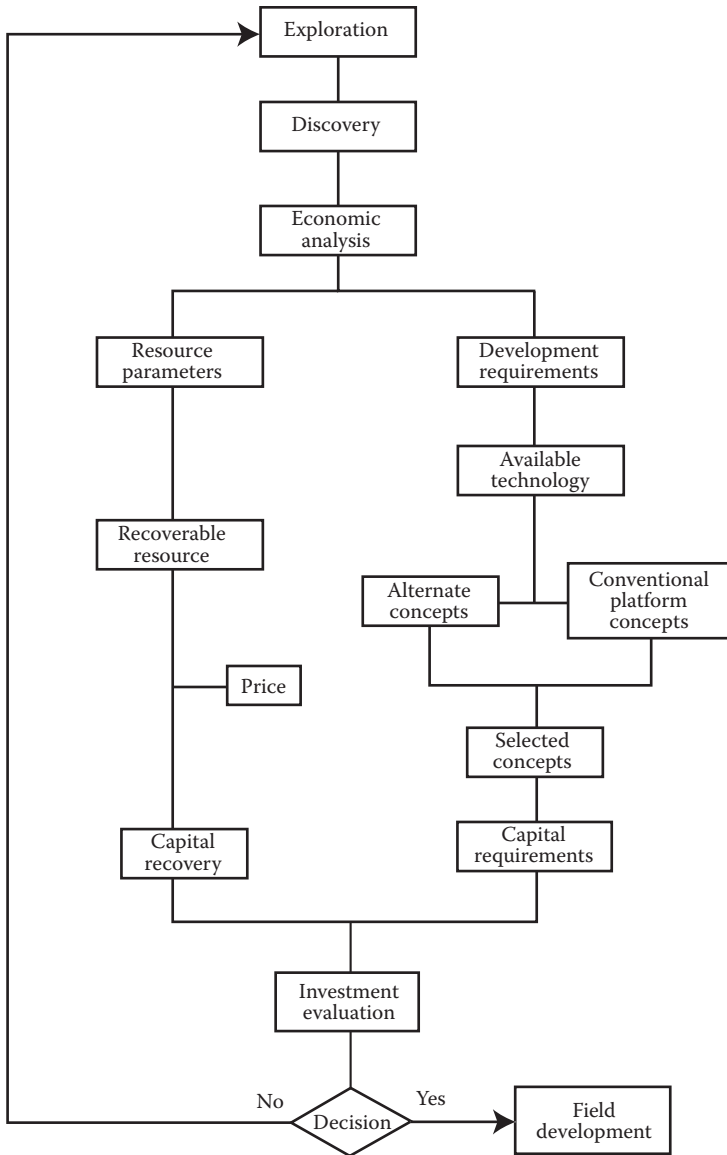 Exploration
Discovery
Economic
analysis
Resource
parameters
Development
requirements
Available
technology
Recoverable
resource
Alternate
concepts
Conventional
platform
concepts
Price
Selected
concepts
Capital
recovery
Capital
requirements
Investment
evaluation
No
Decision
Yes
Field
development